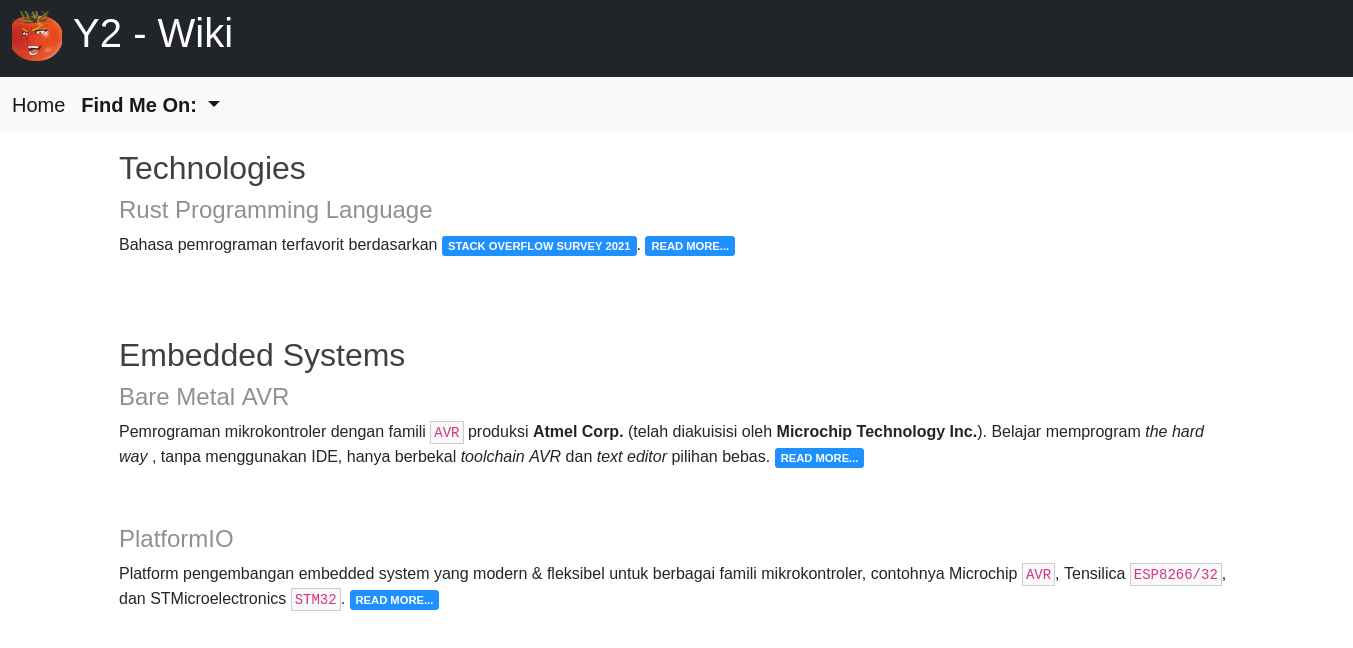 Y2 - Wiki
Home Find Me On:
Technologies
Rust Programming Language
Bahasa pemrograman terfavorit berdasarkan STACK OVERFLOW SURVEY 2021. READ MORE...
Embedded Systems
Bare Metal AVR
Pemrograman mikrokontroler dengan famili AVR produksi Atmel Corp. (telah diakuisisi oleh Microchip Technology Inc.). Belajar memprogram the hard
way , tanpa menggunakan IDE, hanya berbekal toolchain AVR dan text editor pilihan bebas. READ MORE...
PlatformIO
Platform pengembangan embedded system yang modern & fleksibel untuk berbagai famili mikrokontroler, contohnya Microchip AVR, Tensilica ESP8266/32,
dan STMicroelectronics STM32. READ MORE...